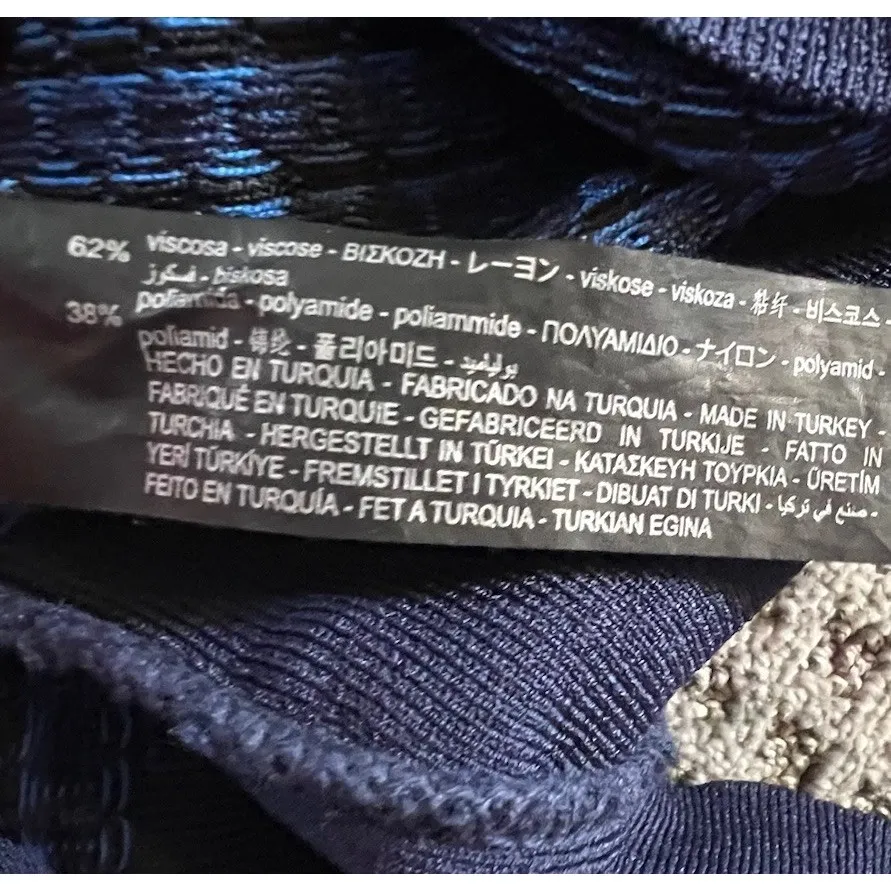 62% viscosa - viscose - ΒΙΣΚΟΖΗ - レーヨン - viskose - viskoza - 粘纤 - 비스코스 -
فسكوز - biskosa
38% poliamida - polyamide - poliammide - ΠΟΛΥΑΜΙΔΙΟ - ナイロン - polyamid -
poliamid - 锦纶 - 폴리아미드 - بولياميد
HECHO EN TURQUIA - FABRICADO NA TURQUIA - MADE IN TURKEY -
FABRIQUÉ EN TURQUIE - GEFABRICEERD IN TURKIJE - FATTO IN
TURCHIA - HERGESTELLT IN TÜRKEI - ΚΑΤΑΣΚΕΥΗ ΤΟΥΡΚΙΑ - ÜRETİM
YERİ TÜRKİYE - FREMSTILLET I TYRKIET - DIBUAT DI TURKI - صنع في تركيا -
FEITO EN TURQUÍA - FET A TURQUIA - TURKIAN EGINA